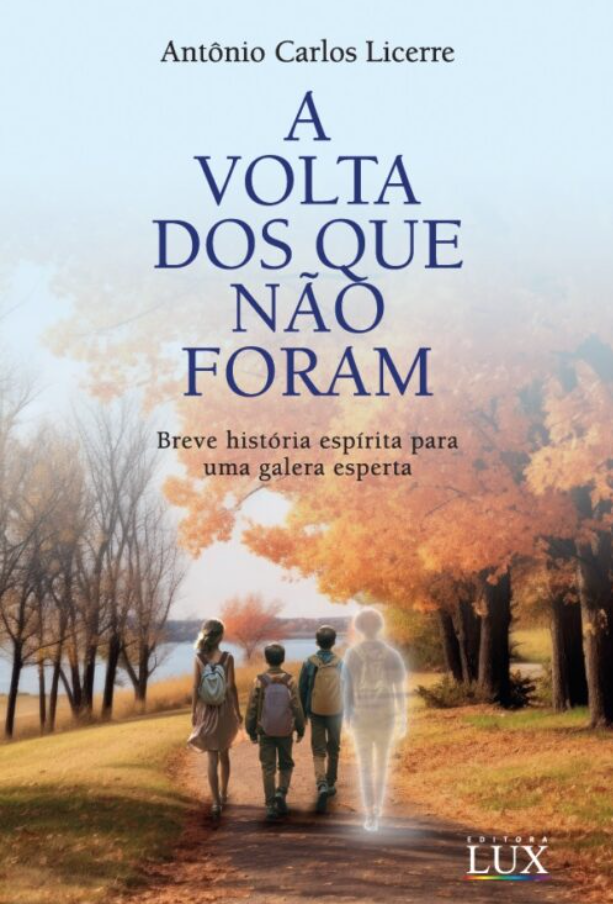 Antônio Carlos Licerre
A
VOLTA
DOS QUE
NÃO
FORAM
Breve história espírita para
uma galera esperta
EDITORA
LUX